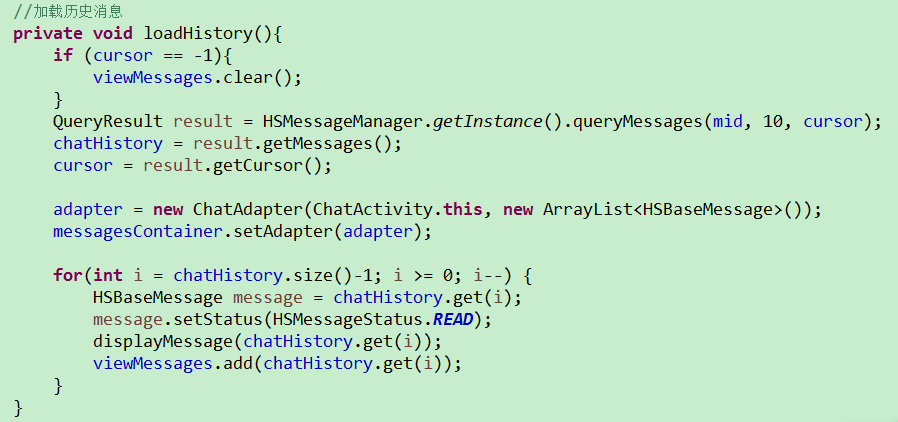 //加载历史消息
private void loadHistory(){
    if (cursor == -1){
        viewMessages.clear();
    }
    QueryResult result = HSMessageManager.getInstance().queryMessages(mid, 10, cursor);
    chatHistory = result.getMessages();
    cursor = result.getCursor();

    adapter = new ChatAdapter(ChatActivity.this, new ArrayList<HSBaseMessage>());
    messagesContainer.setAdapter(adapter);

    for(int i = chatHistory.size()-1; i >= 0; i--) {
        HSBaseMessage message = chatHistory.get(i);
        message.setStatus(HSMessageStatus.READ);
        displayMessage(chatHistory.get(i));
        viewMessages.add(chatHistory.get(i));
    }
}